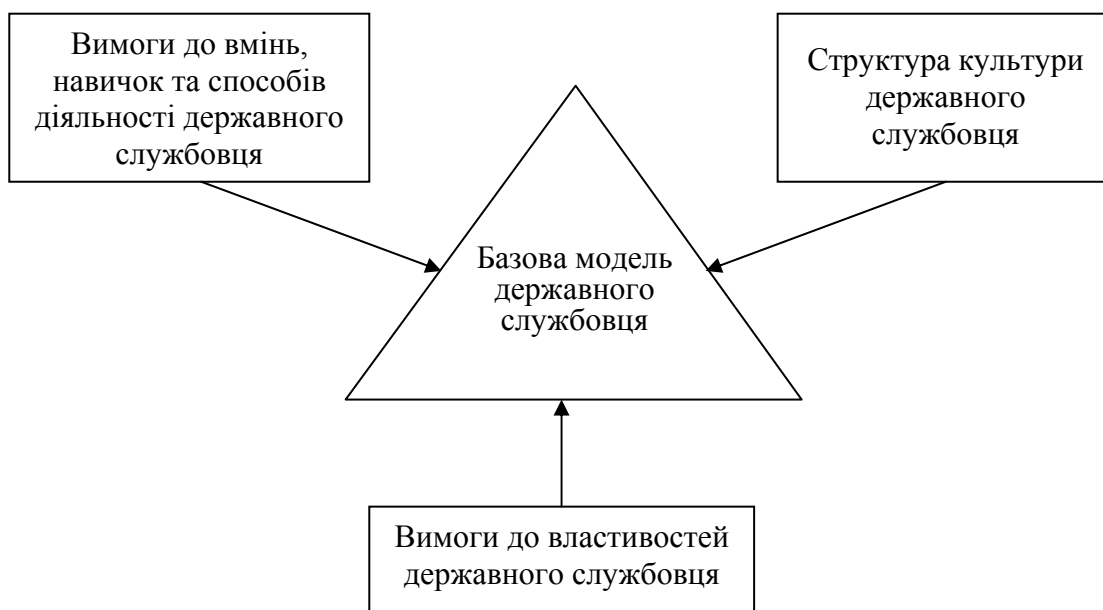 Вимоги до вмінь,
навичок та способів
діяльності державного
службовця
Структура культури
державного
службовця
Базова модель
державного
службовця
Вимоги до властивостей
державного службовця